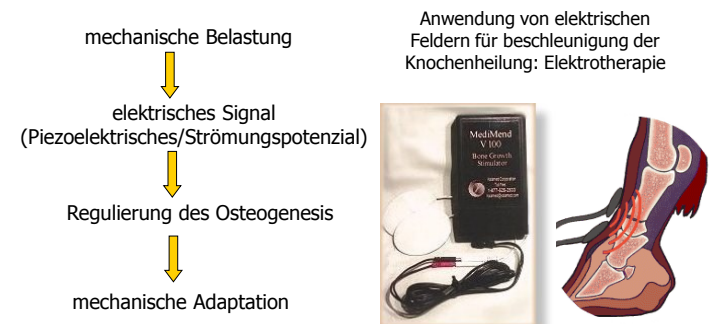 mechanische Belastung
elektrisches Signal
(Piezoelektrisches/Strömungspotenzial)
Regulierung des Osteogenesis
mechanische Adaptation
Anwendung von elektrischen
Feldern für beschleunigung der
Knochenheilung: Elektrotherapie
MediMend
V100
Bone Growth
Stimulator